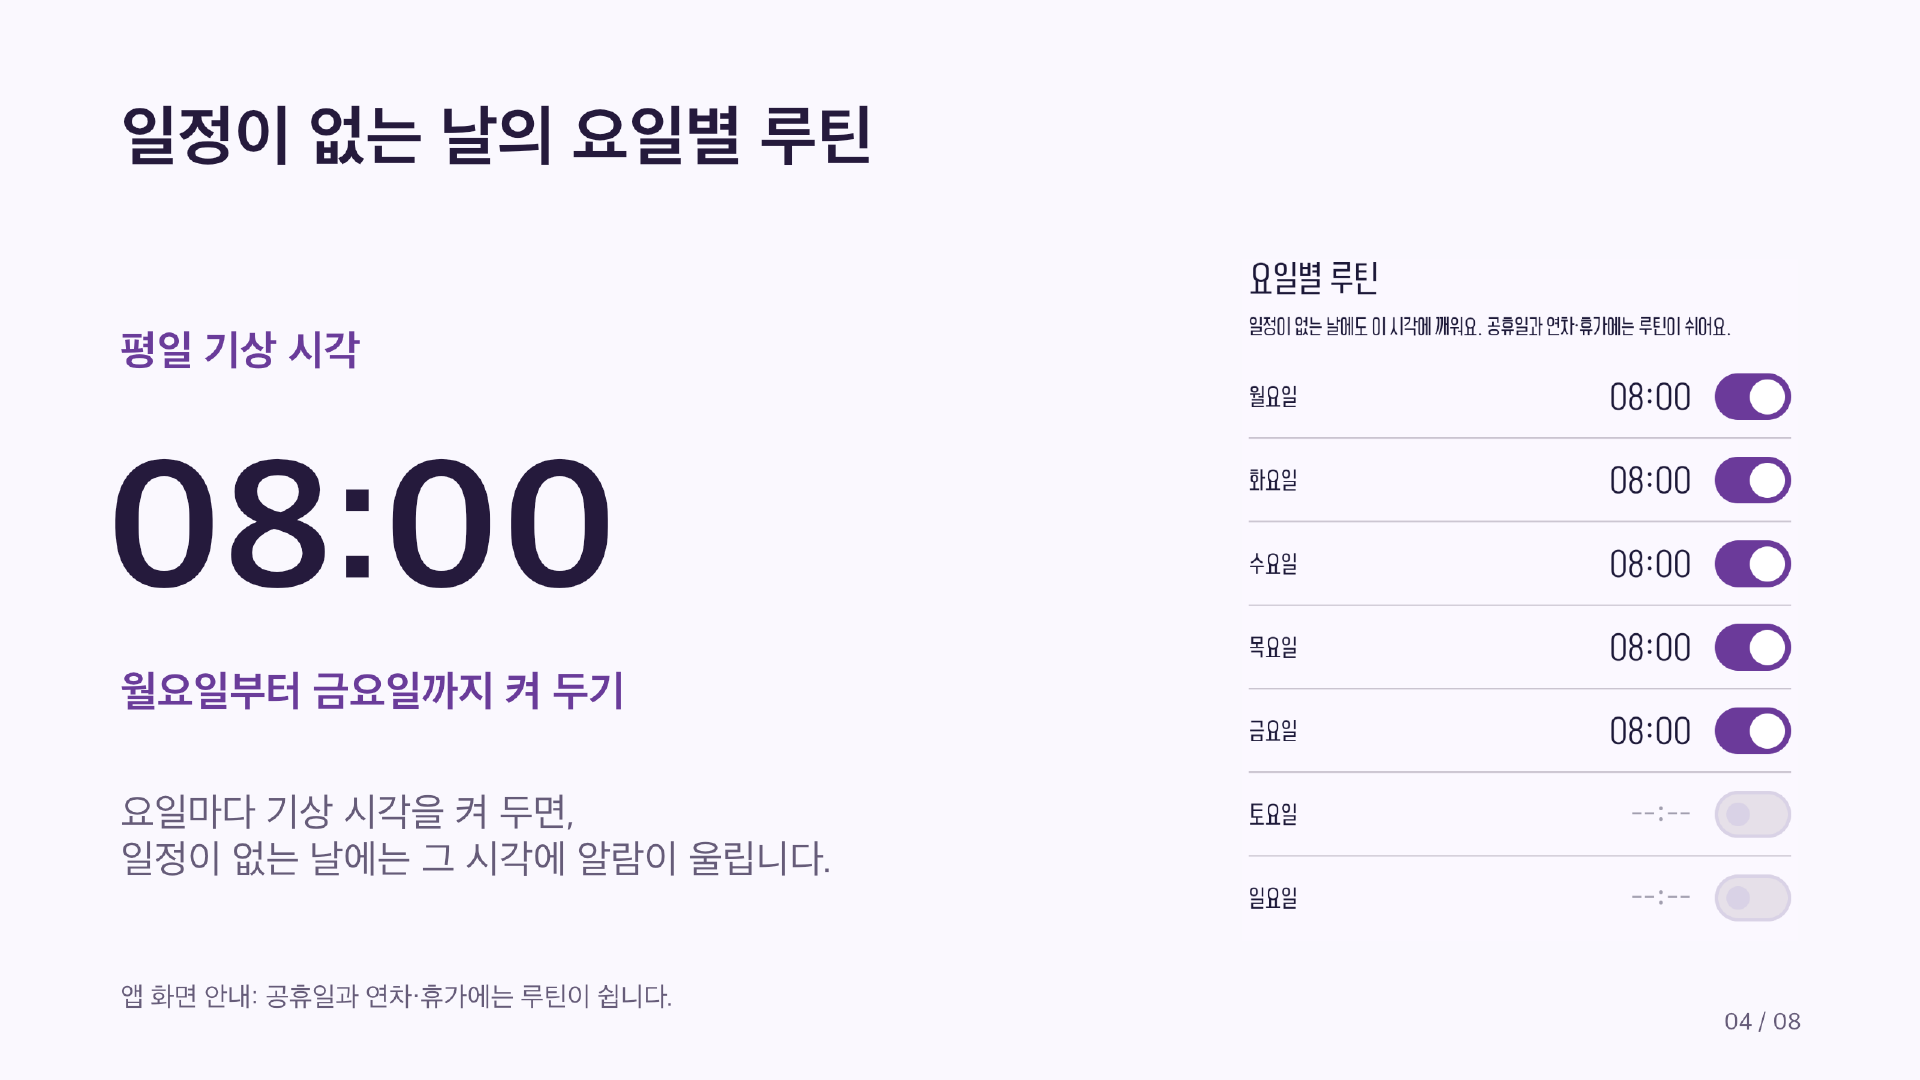 일정이 없는 날의 요일별 루틴
평일 기상 시각
08:00
월요일부터 금요일까지 켜 두기
요일마다 기상 시각을 켜 두면,
일정이 없는 날에는 그 시각에 알람이 울립니다.
앱 화면 안내: 공휴일과 연차·휴가에는 루틴이 쉽니다.
요일별 루틴
일정이 없는 날에도 이 시각에 깨워요. 공휴일과 연차·휴가에는 루틴이 쉬어요.
월요일 08:00
화요일 08:00
수요일 08:00
목요일 08:00
금요일 08:00
토요일 --:--
일요일 --:--
04 / 08